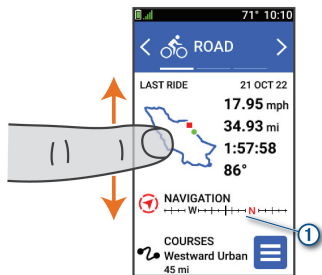 71° 10:10
ROAD
LAST RIDE 21 OCT 22
17.95 mph
34.93 mi
1:57:58
86°
NAVIGATION
W N
1
COURSES
Westward Urban
45 mi